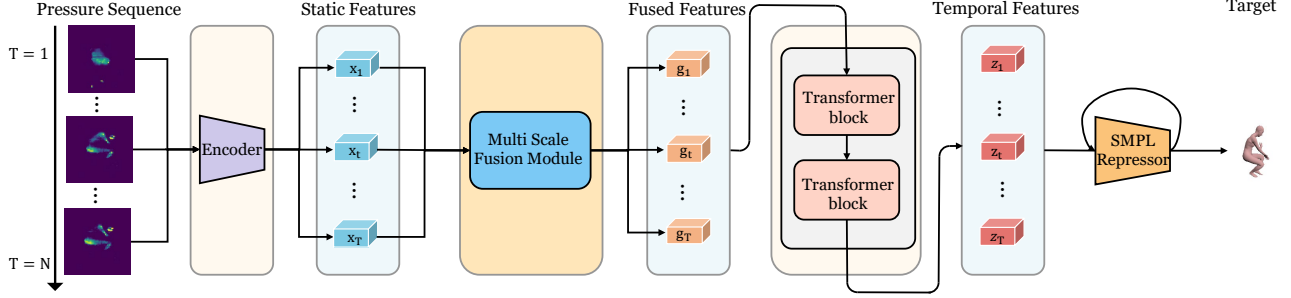 Pressure Sequence
Static Features
Fused Features
Temporal Features
Target
T = 1
T = N
Encoder
x1
xt
xT
Multi Scale
Fusion Module
g1
gt
gT
Transformer
block
Transformer
block
z1
zt
zT
SMPL
Repressor